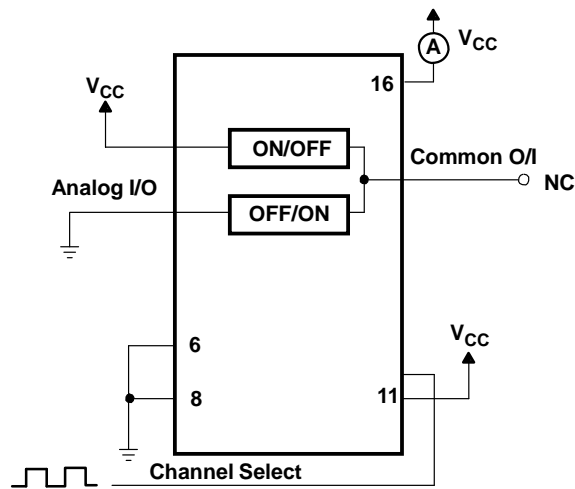 A VCC
16
VCC
ON/OFF
Common O/I
NC
Analog I/O
OFF/ON
6
VCC
8
11
Channel Select